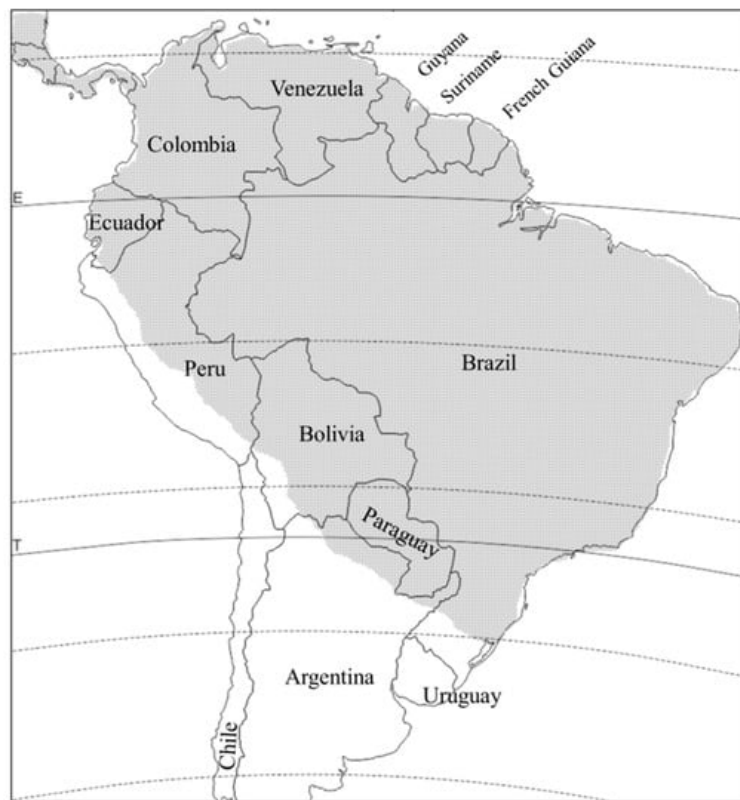 Guyana
Suriname
French Guiana
Venezuela
Colombia
E
Ecuador
Peru
Brazil
Bolivia
Paraguay
T
Argentina
Uruguay
Chile